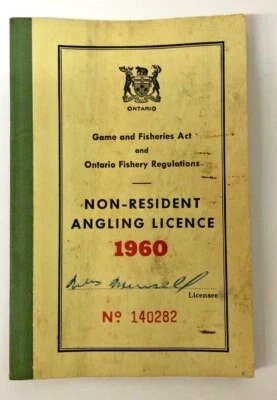 ONTARIO
Game and Fisheries Act
and
Ontario Fishery Regulations
NON-RESIDENT
ANGLING LICENCE
1960
Licensee
Nº 140282